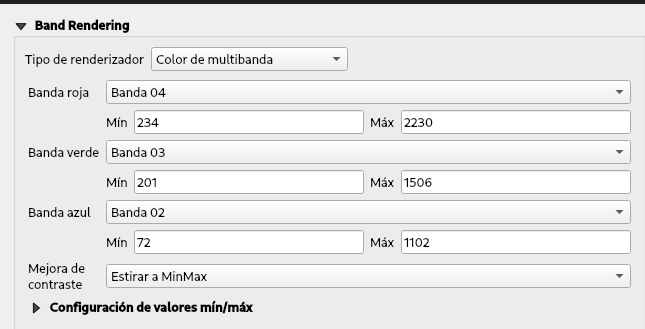 Band Rendering
Tipo de renderizador Color de multibanda
Banda roja Banda 04
Mín 234 Máx 2230
Banda verde Banda 03
Mín 201 Máx 1506
Banda azul Banda 02
Mín 72 Máx 1102
Mejora de
contraste Estirar a MinMax
Configuración de valores mín/máx